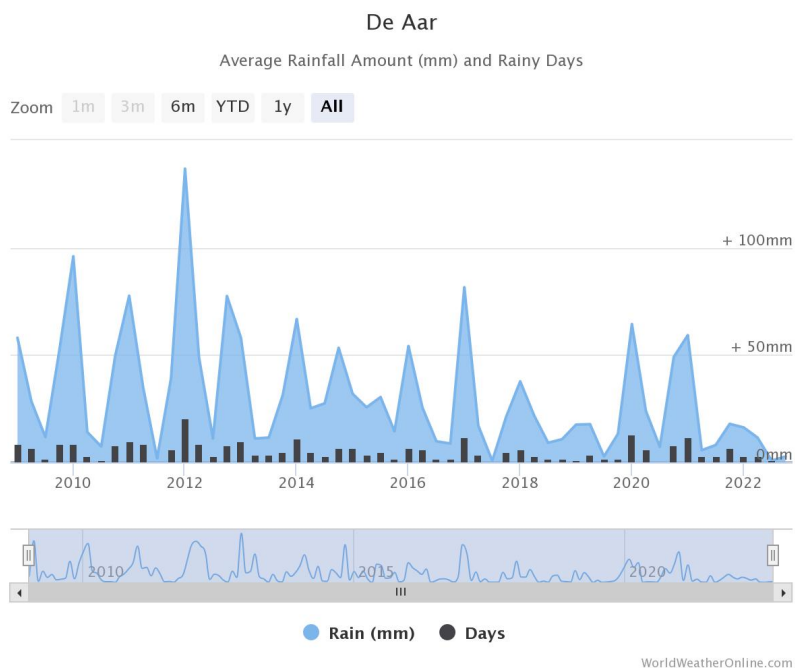 De Aar
Average Rainfall Amount (mm) and Rainy Days
Zoom 1m 3m 6m YTD 1y All
+ 100mm
+ 50mm
0mm
2010 2012 2014 2016 2018 2020 2022
2010 2015 2020
Rain (mm) Days
WorldWeatherOnline.com